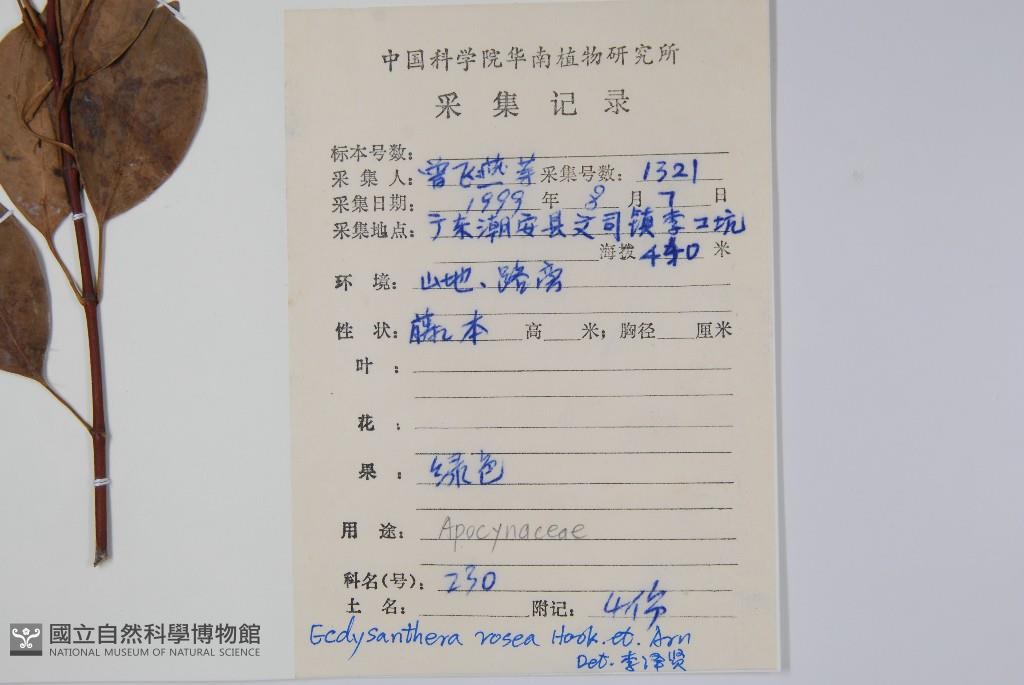 中国科学院华南植物研究所
采集记录
标本号数:
采集人: 曾飞燕等 采集号数: 1321
采集日期: 1999 年 8 月 7 日
采集地点: 广东潮安县文司镇李工坑
海拨 440 米
环境: 山地、路旁
性状: 藤本 高 米; 胸径 厘米
叶:
花:
果: 绿色
用途: Apocynaceae
科名(号): 230
土名: 附记: 4份
Ecdysanthera rosea Hook. et. Arn
Det. 李泽贤
國立自然科學博物館
NATIONAL MUSEUM OF NATURAL SCIENCE